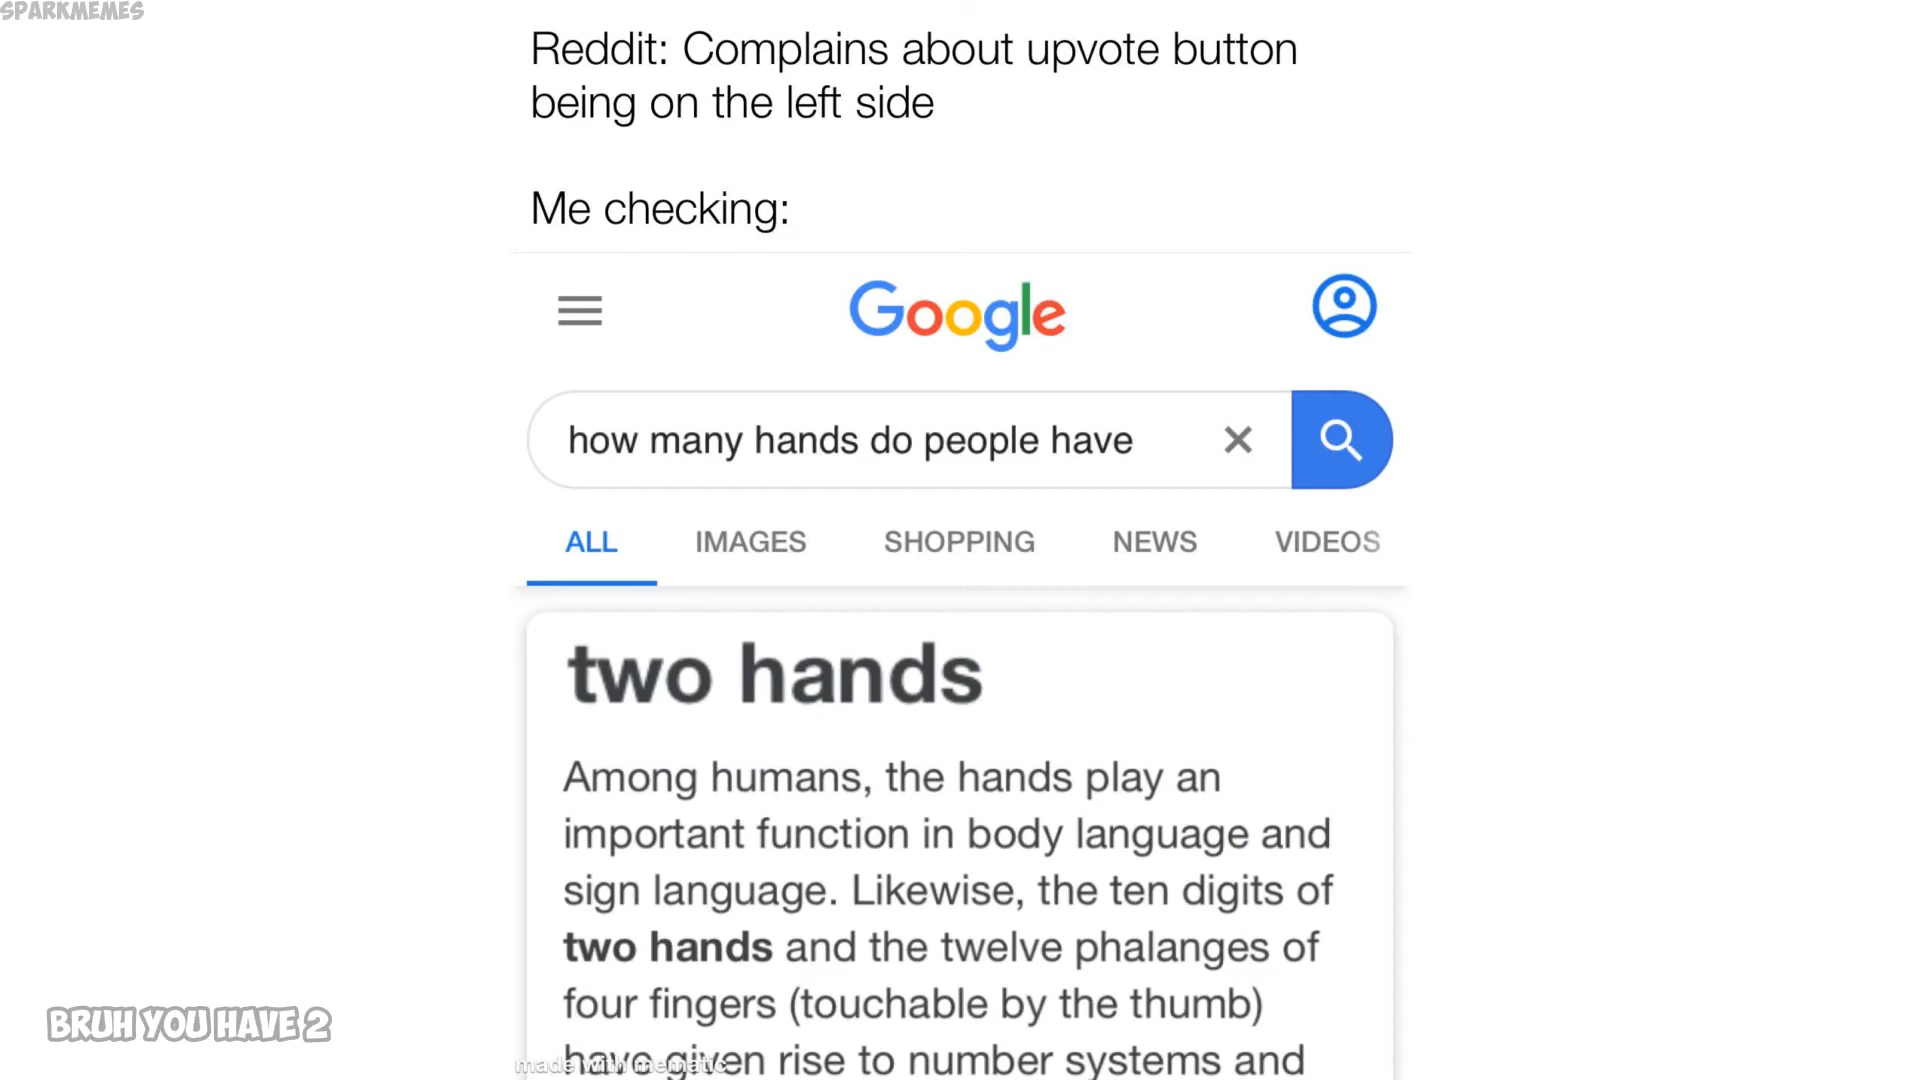 SPARKMEMES
Reddit: Complains about upvote button
being on the left side
Me checking:
Google
how many hands do people have
ALL IMAGES SHOPPING NEWS VIDEOS
two hands
Among humans, the hands play an
important function in body language and
sign language. Likewise, the ten digits of
two hands and the twelve phalanges of
four fingers (touchable by the thumb)
have given rise to number systems and
BRUH YOU HAVE 2
made with mematic